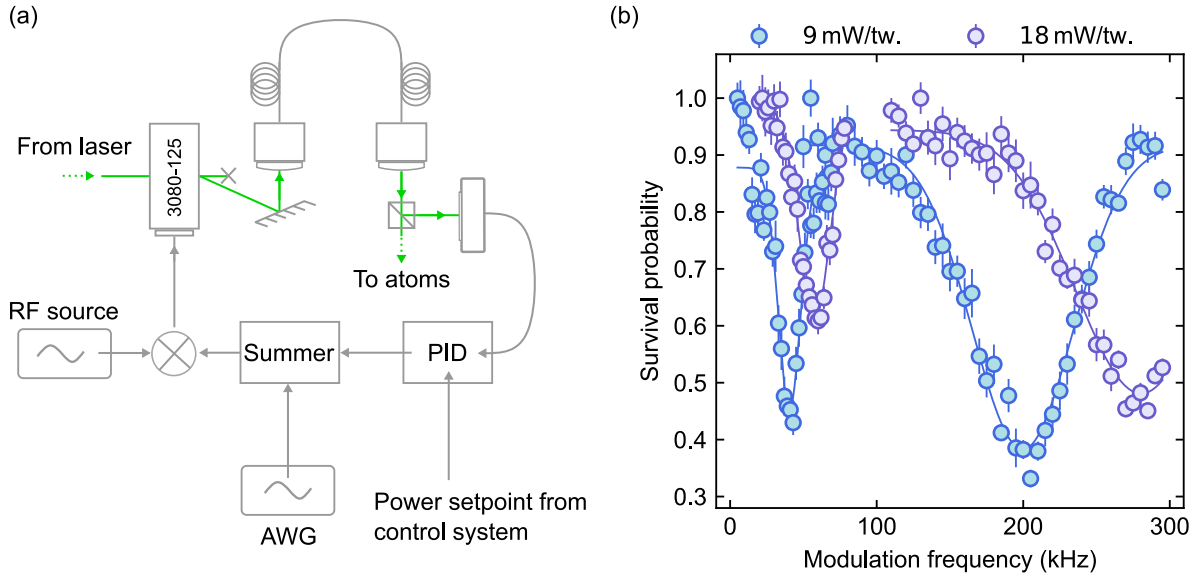 (a)
From laser
3080-125
To atoms
RF source
Summer
PID
AWG
Power setpoint from
control system
(b)
9 mW/tw.
18 mW/tw.
Survival probability
1.0
0.9
0.8
0.7
0.6
0.5
0.4
0.3
0
100
200
300
Modulation frequency (kHz)